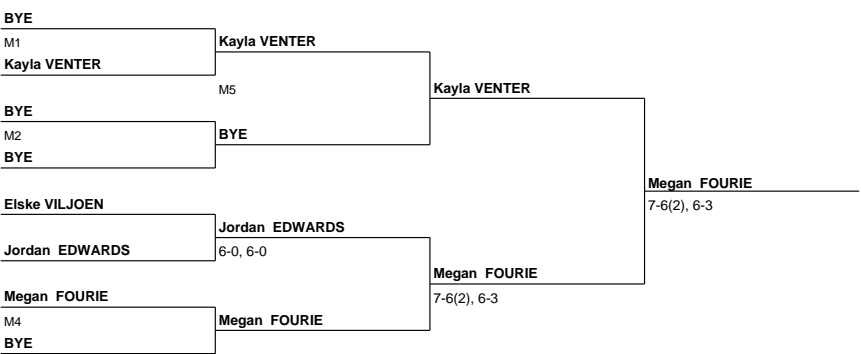 BYE
M1
Kayla VENTER
Kayla VENTER
M5
BYE
M2
BYE
BYE
Kayla VENTER
Elske VILJOEN
Jordan EDWARDS
Jordan EDWARDS
6-0, 6-0
Megan FOURIE
M4
BYE
Megan FOURIE
Megan FOURIE
7-6(2), 6-3
Megan FOURIE
7-6(2), 6-3